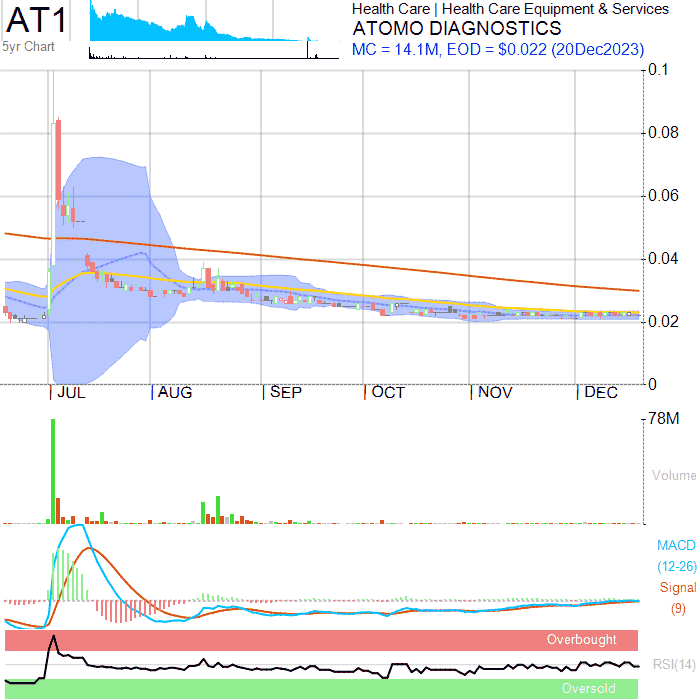 AT1
5yr Chart
Health Care | Health Care Equipment & Services
ATOMO DIAGNOSTICS
MC = 14.1M, EOD = $0.022 (20Dec2023)
0.1
0.08
0.06
0.04
0.02
0
JUL AUG SEP OCT NOV DEC
78M
Volume
MACD
(12-26)
Signal
(9)
Overbought
RSI(14)
Oversold